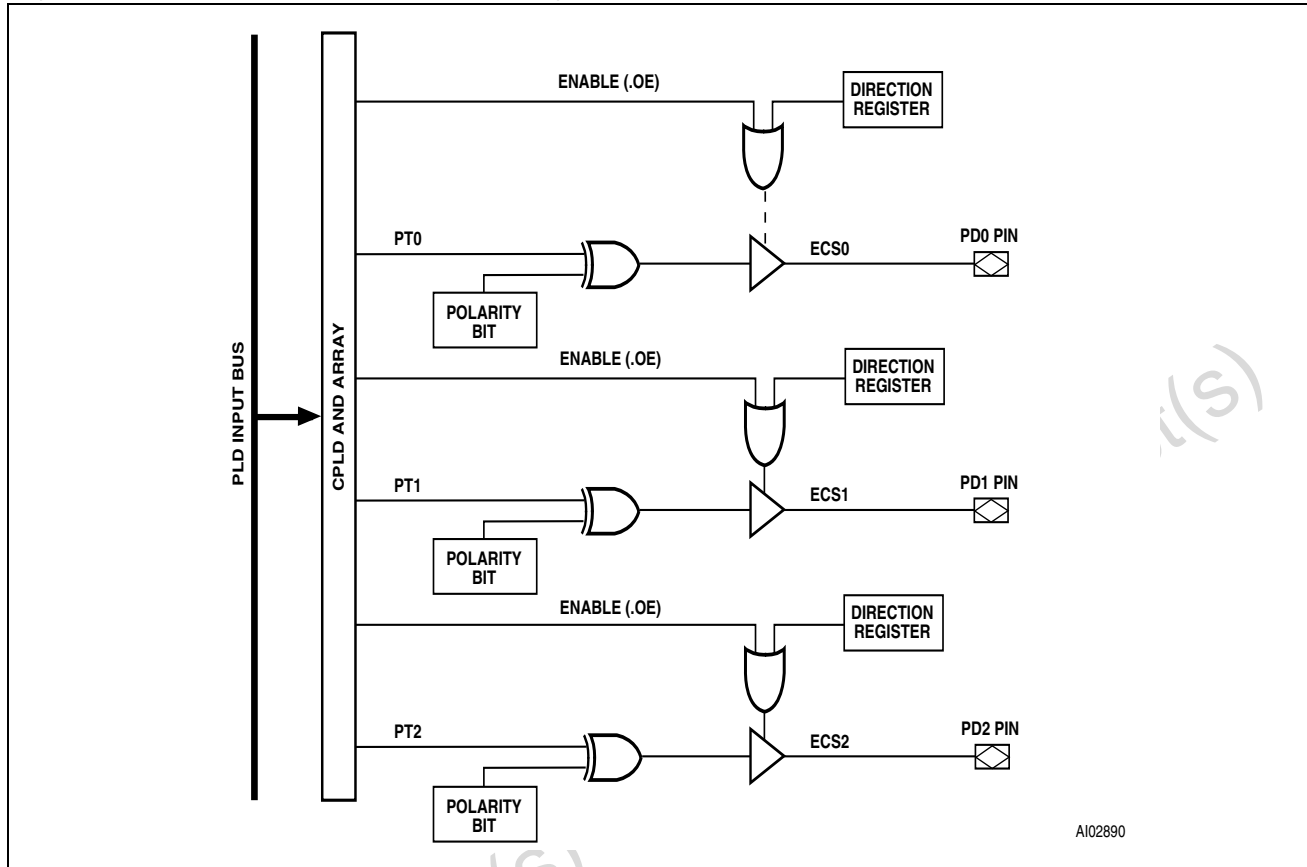 ENABLE (.OE)
DIRECTION
REGISTER
PT0
ECS0
PD0 PIN
POLARITY
BIT
ENABLE (.OE)
DIRECTION
REGISTER
PLD INPUT BUS
CPLD AND ARRAY
PT1
ECS1
PD1 PIN
POLARITY
BIT
ENABLE (.OE)
DIRECTION
REGISTER
PT2
ECS2
PD2 PIN
POLARITY
BIT
AI02890